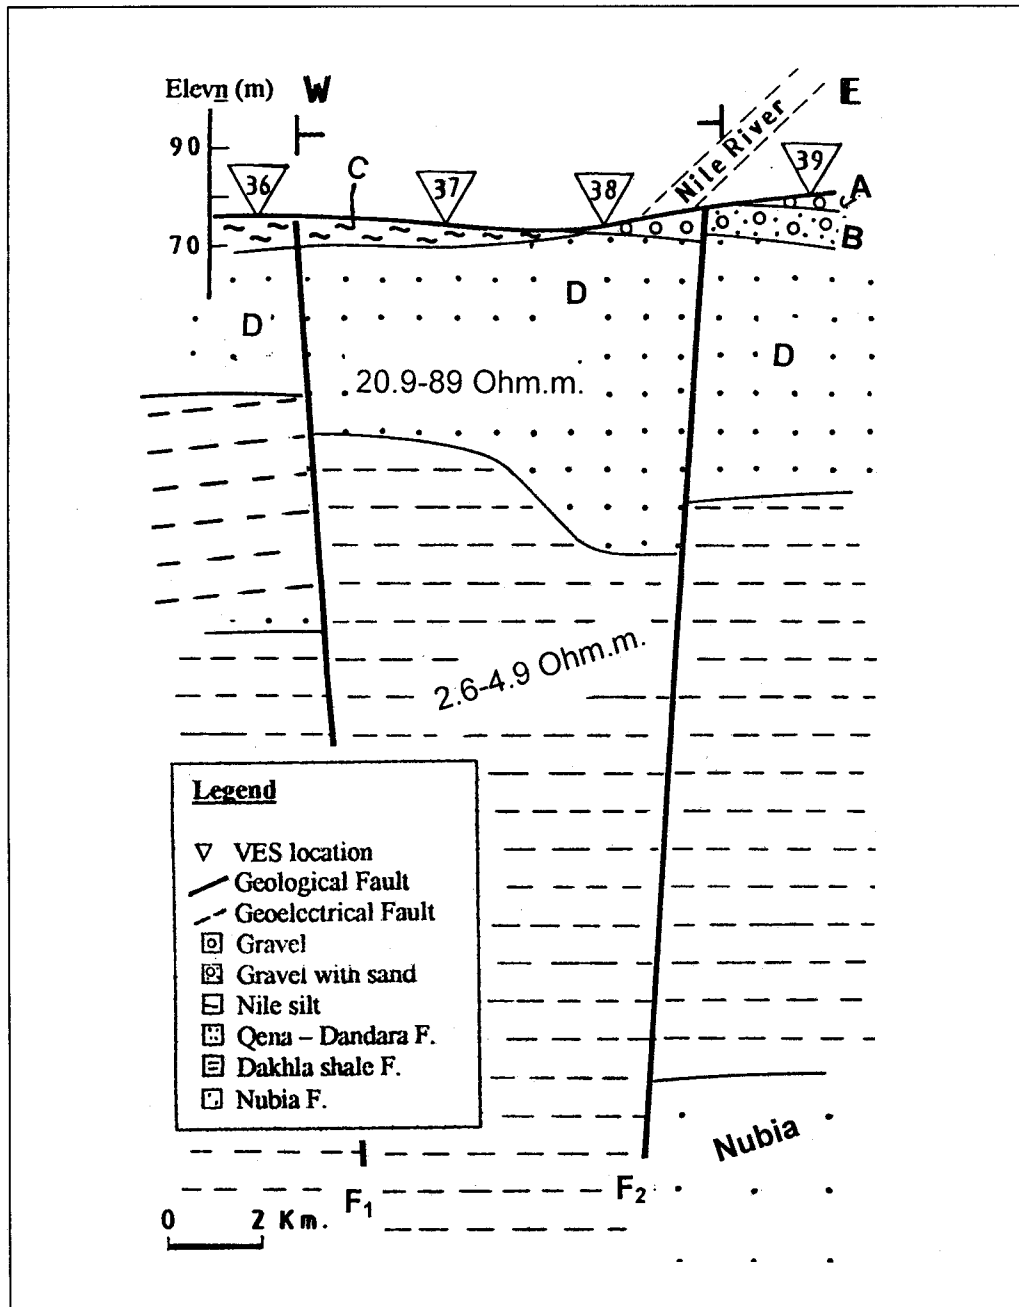 Elevn (m)
W
E
90
70
Nile River
36
37
38
39
C
A
B
D
D
D
20.9-89 Ohm.m.
2.6-4.9 Ohm.m.
Legend
VES location
Geological Fault
Geoelectrical Fault
Gravel
Gravel with sand
Nile silt
Qena – Dandara F.
Dakhla shale F.
Nubia F.
Nubia
F1
F2
0 2 Km.